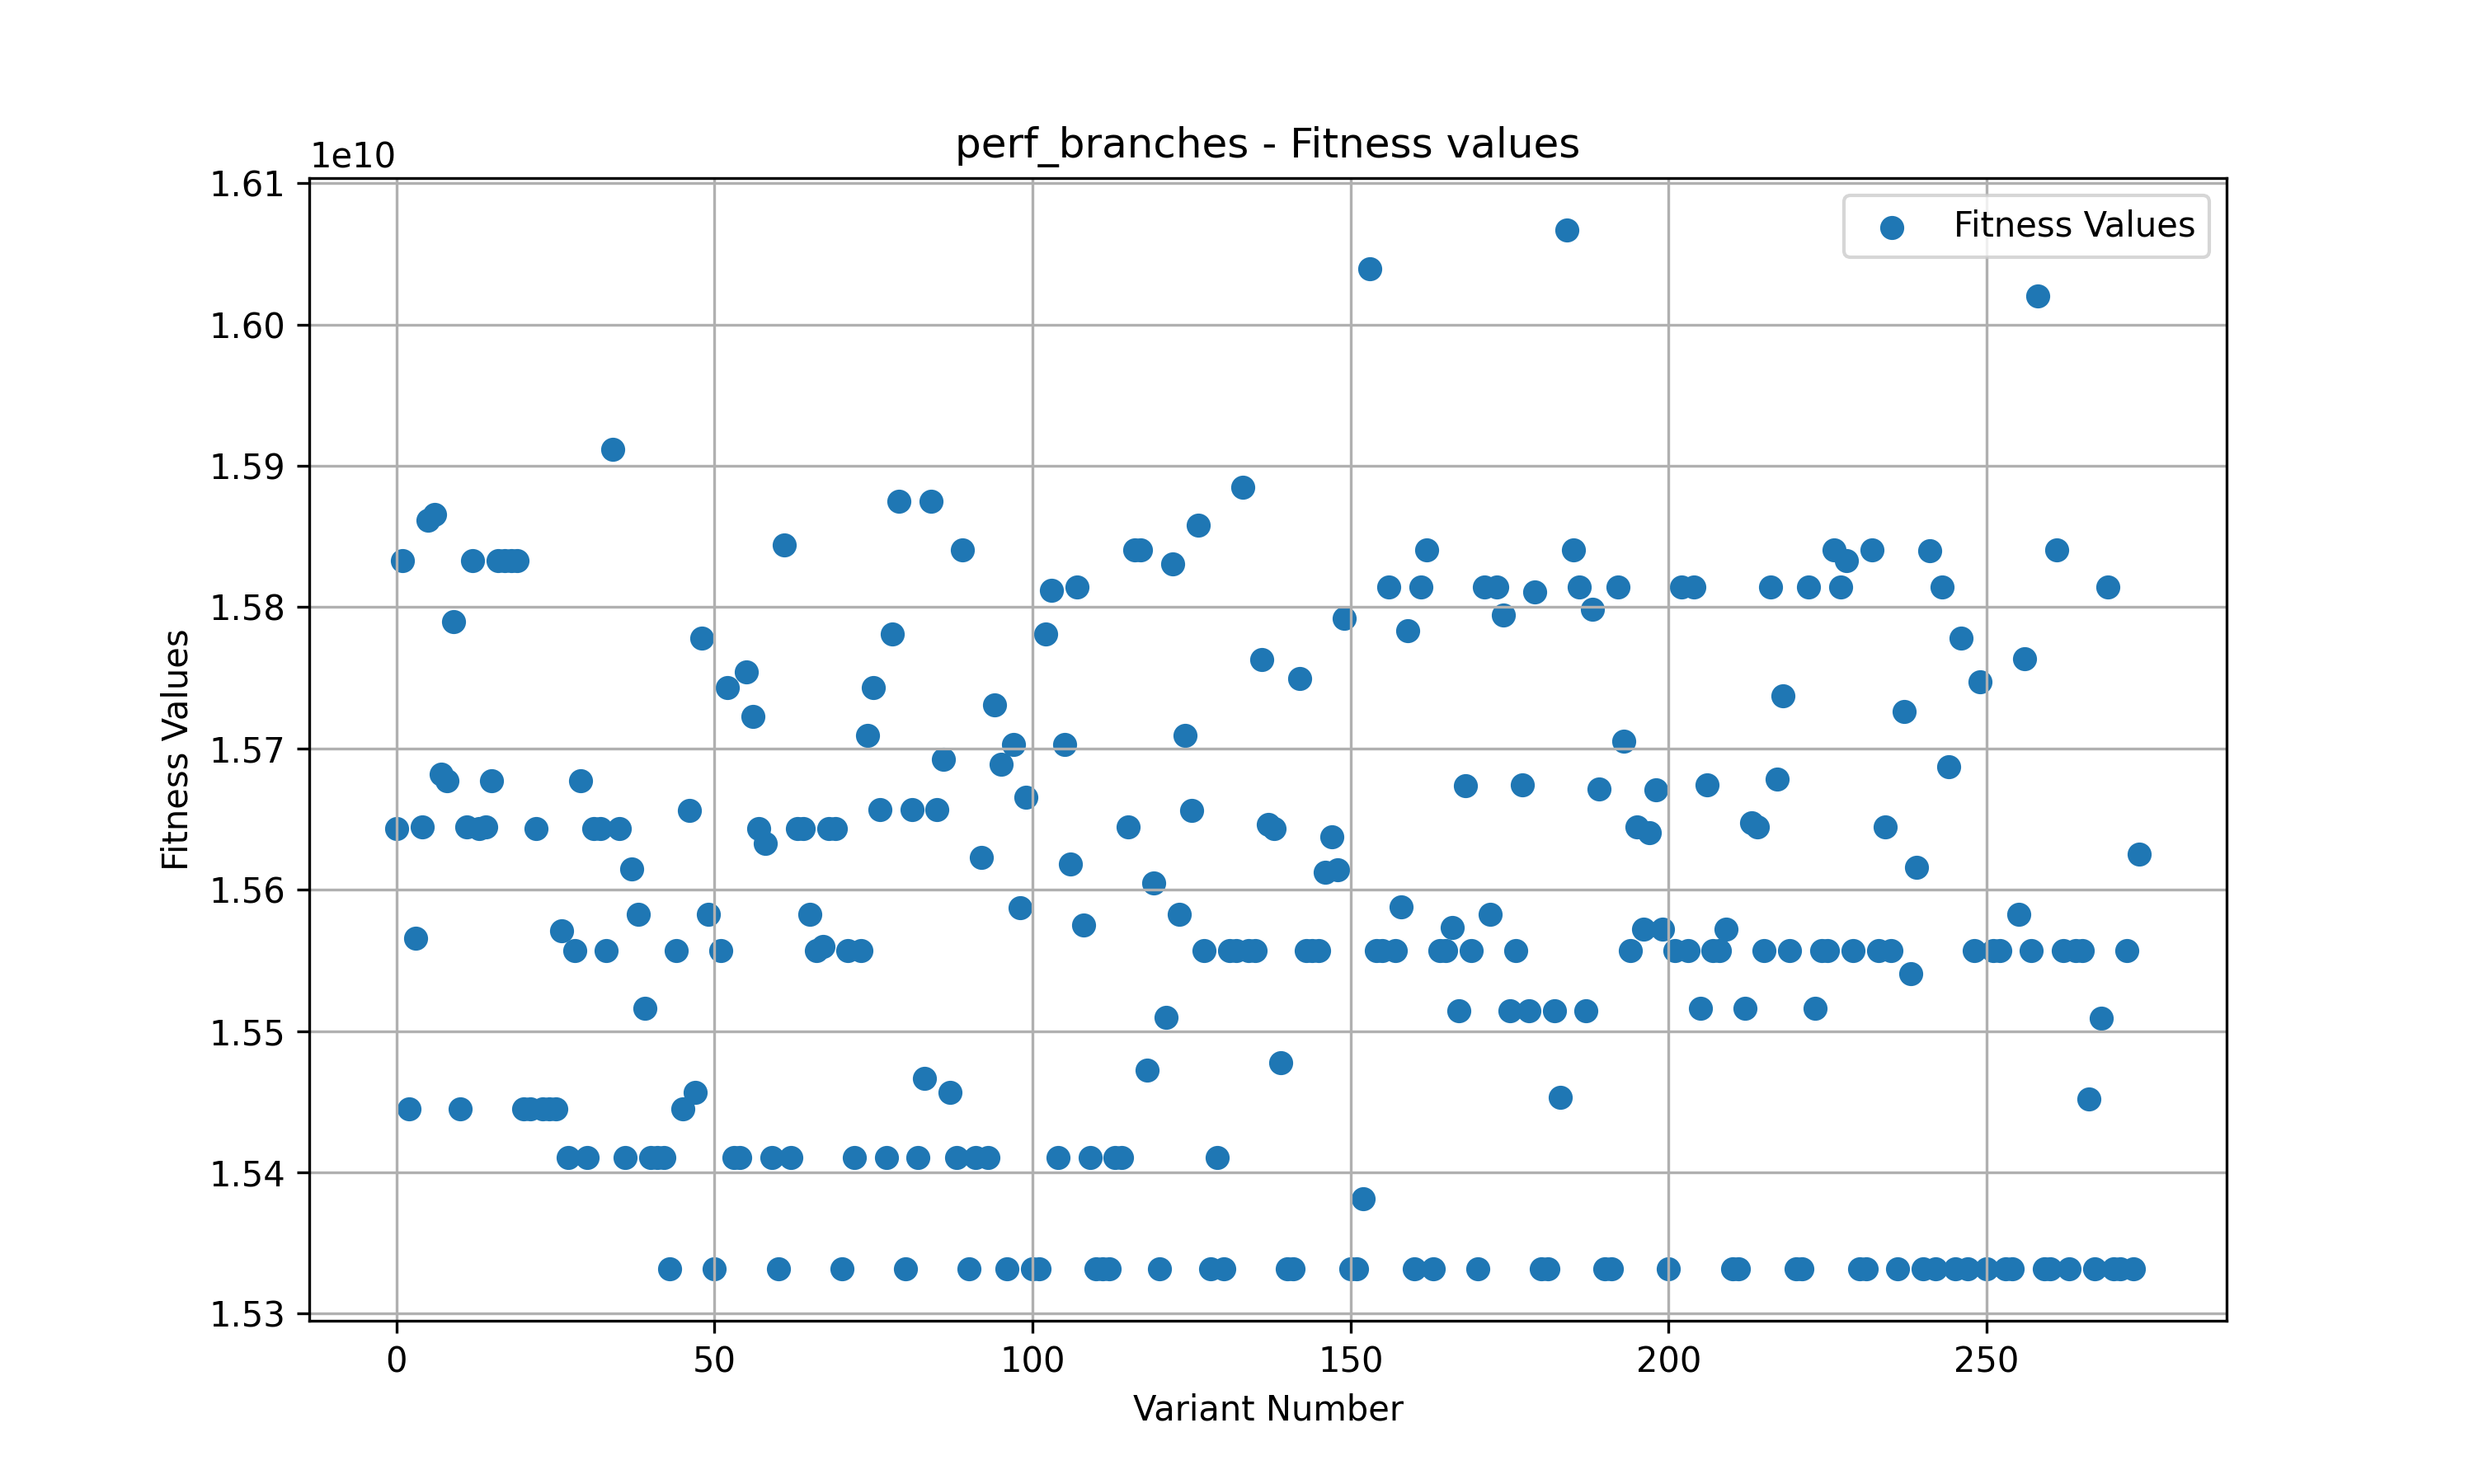 perf_branches - Fitness values
1e10
1.61
1.60
1.59
1.58
1.57
1.56
1.55
1.54
1.53
Fitness Values
Fitness Values
0 50 100 150 200 250
Variant Number